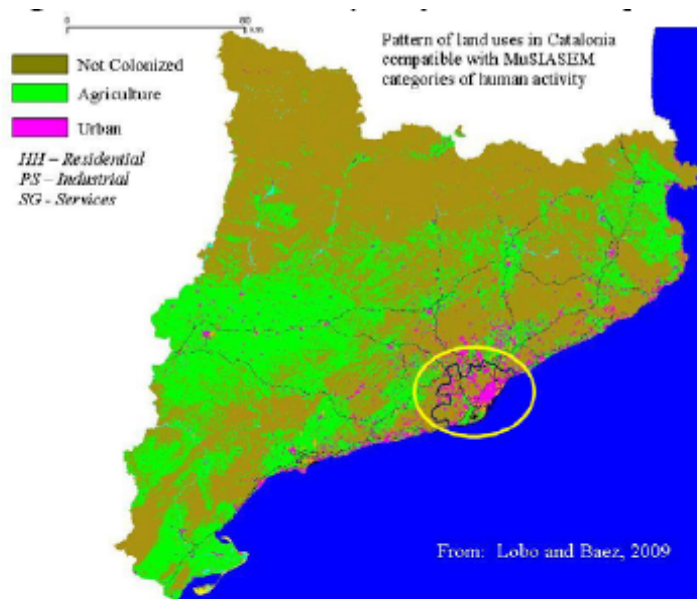 0
80
km
Pattern of land uses in Catalonia
compatible with MuSIASEM
categories of human activity
Not Colonized
Agriculture
Urban
HH – Residential
PS – Industrial
SG - Services
From: Lobo and Baez, 2009